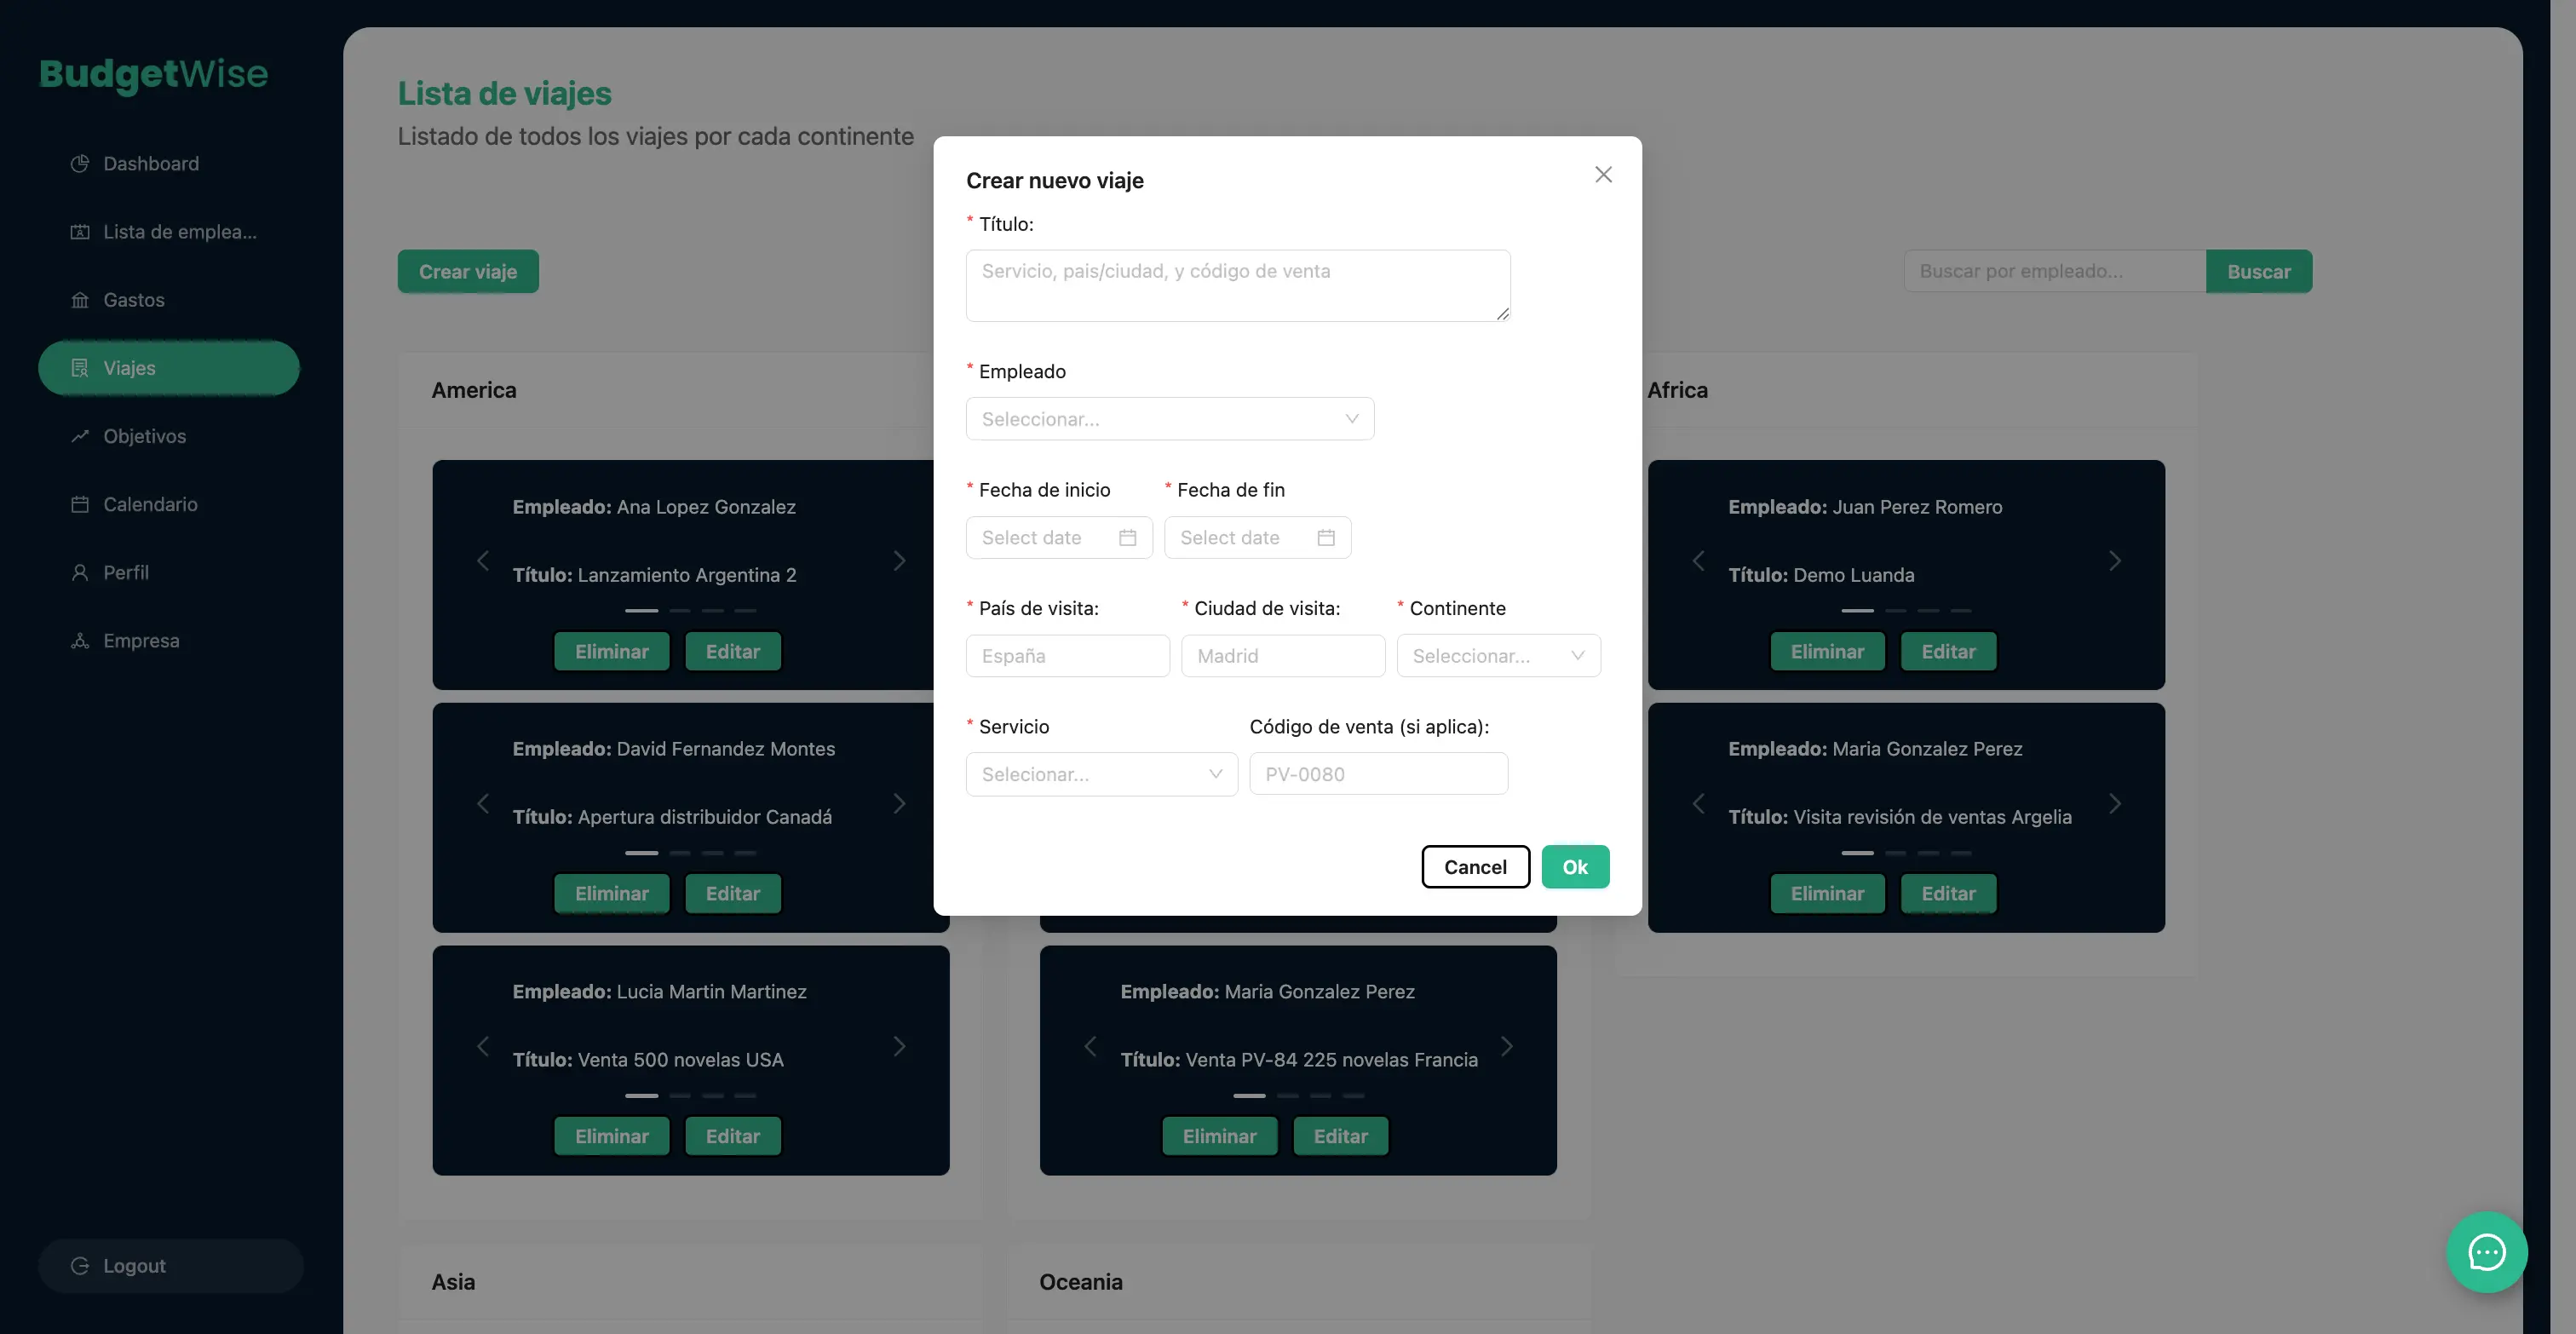 BudgetWise
Dashboard
Lista de emplea...
Gastos
Viajes
Objetivos
Calendario
Perfil
Empresa
Logout
Lista de viajes
Listado de todos los viajes por cada continente
Crear viaje
Buscar por empleado...
Buscar
America
Empleado: Ana Lopez Gonzalez
Título: Lanzamiento Argentina 2
Eliminar
Editar
Empleado: David Fernandez Montes
Título: Apertura distribuidor Canadá
Eliminar
Editar
Empleado: Lucia Martin Martinez
Título: Venta 500 novelas USA
Eliminar
Editar
Crear nuevo viaje
* Título:
Servicio, pais/ciudad, y código de venta
* Empleado
Seleccionar...
* Fecha de inicio
* Fecha de fin
Select date
Select date
* País de visita:
* Ciudad de visita:
* Continente
España
Madrid
Seleccionar...
* Servicio
Código de venta (si aplica):
Selecionar...
PV-0080
Cancel
Ok
Empleado: Maria Gonzalez Perez
Título: Venta PV-84 225 novelas Francia
Eliminar
Editar
Africa
Empleado: Juan Perez Romero
Título: Demo Luanda
Eliminar
Editar
Empleado: Maria Gonzalez Perez
Título: Visita revisión de ventas Argelia
Eliminar
Editar
Asia
Oceania